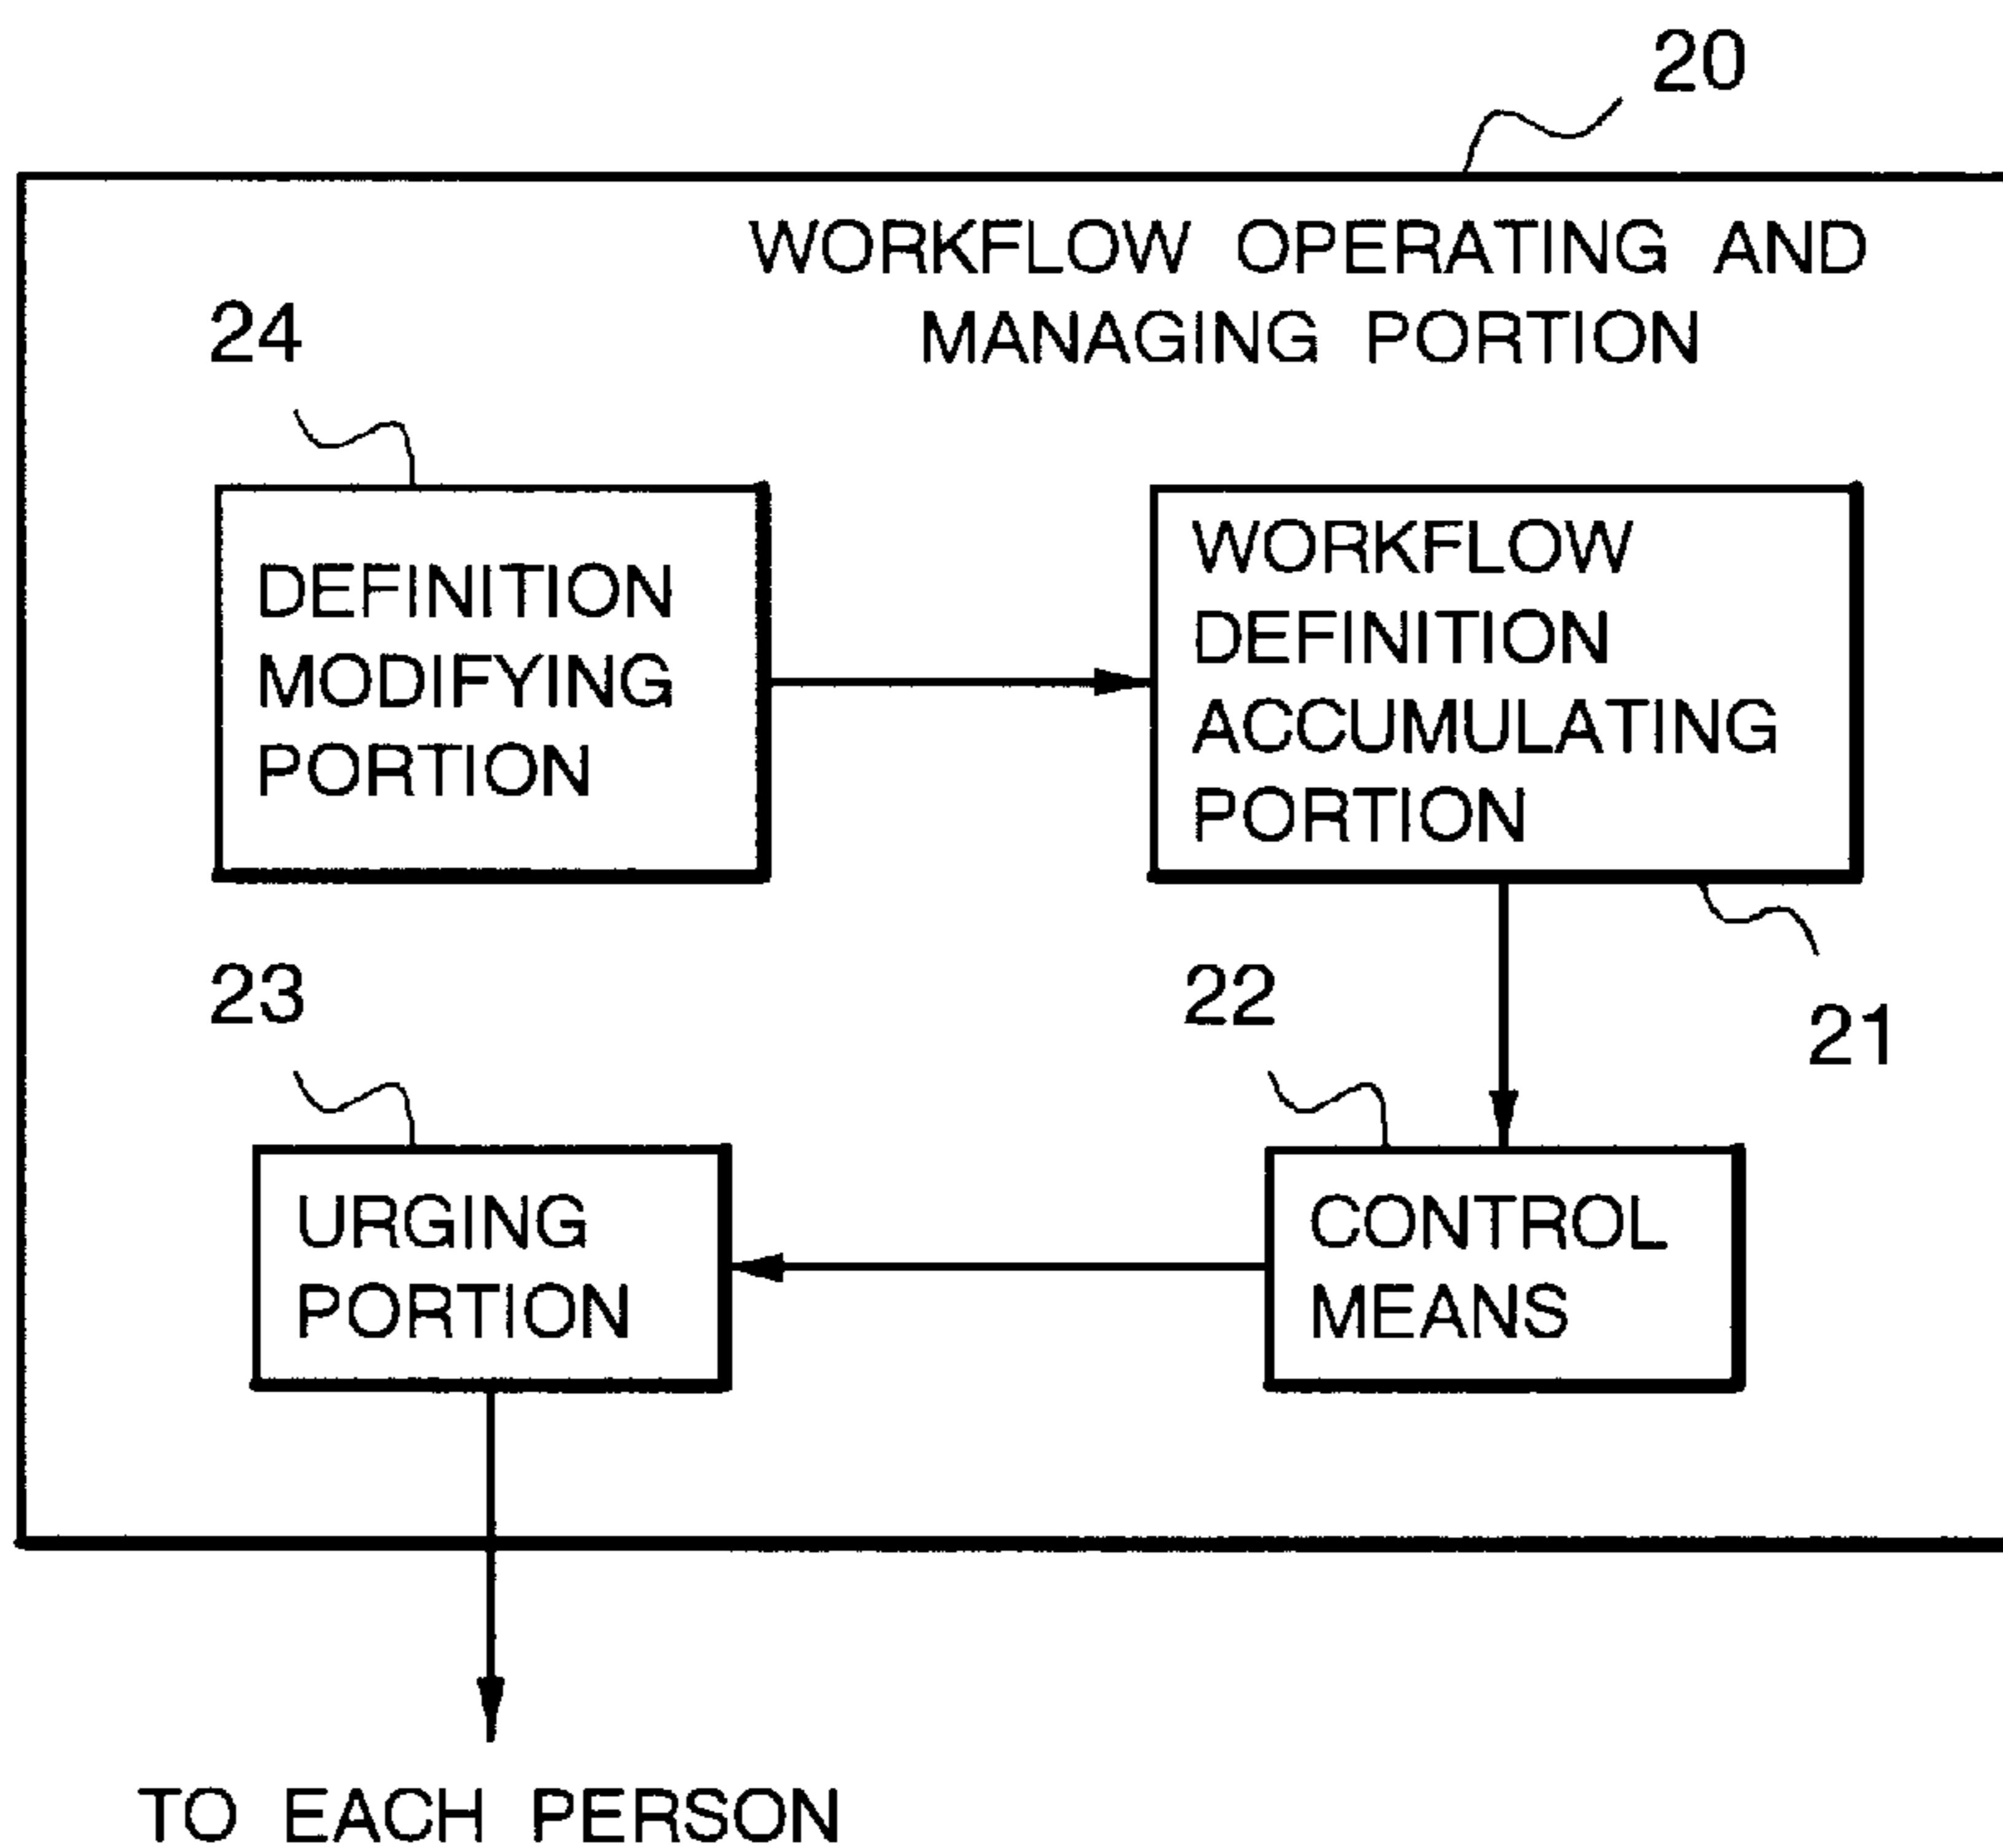 20
WORKFLOW OPERATING AND
MANAGING PORTION
24
DEFINITION
MODIFYING
PORTION
WORKFLOW
DEFINITION
ACCUMULATING
PORTION
21
23
URGING
PORTION
22
CONTROL
MEANS
TO EACH PERSON